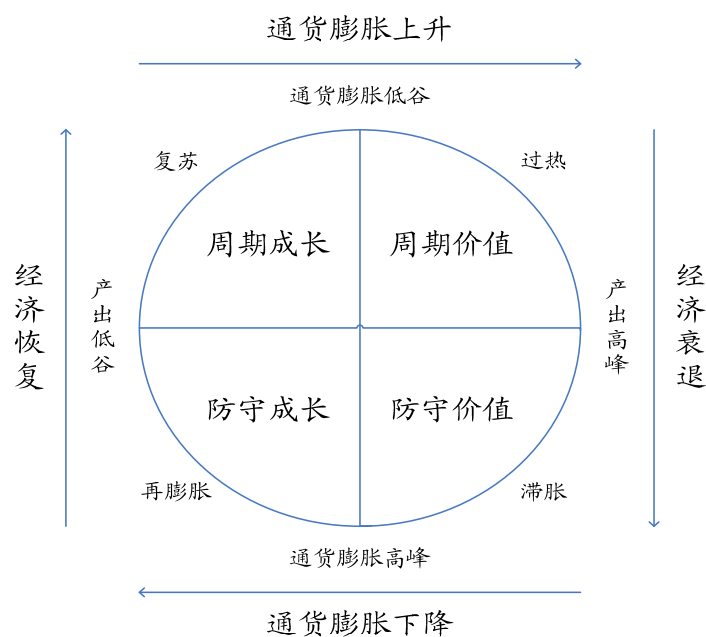 通货膨胀上升
通货膨胀低谷
复苏
过热
周期成长
周期价值
经济恢复
产出低谷
产出高峰
经济衰退
防守成长
防守价值
再膨胀
滞胀
通货膨胀高峰
通货膨胀下降